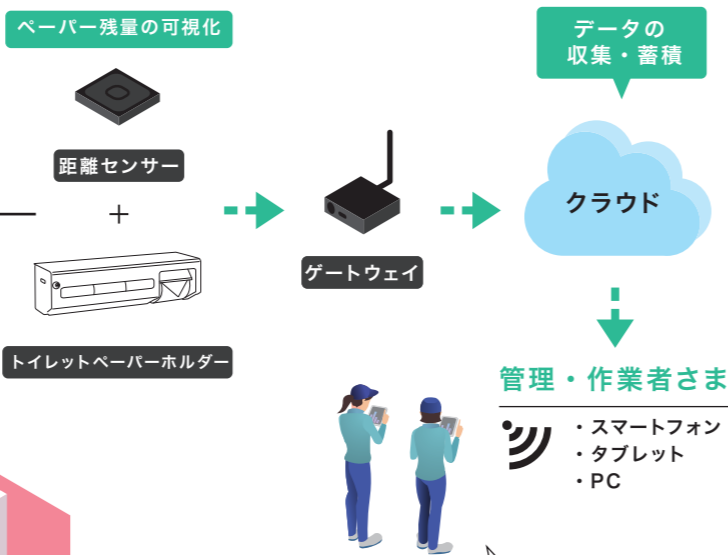 ペーパー残量の可視化
データの
収集・蓄積
距離センサー
+
クラウド
ゲートウェイ
トイレットペーパーホルダー
管理・作業者さま
・スマートフォン
・タブレット
・PC